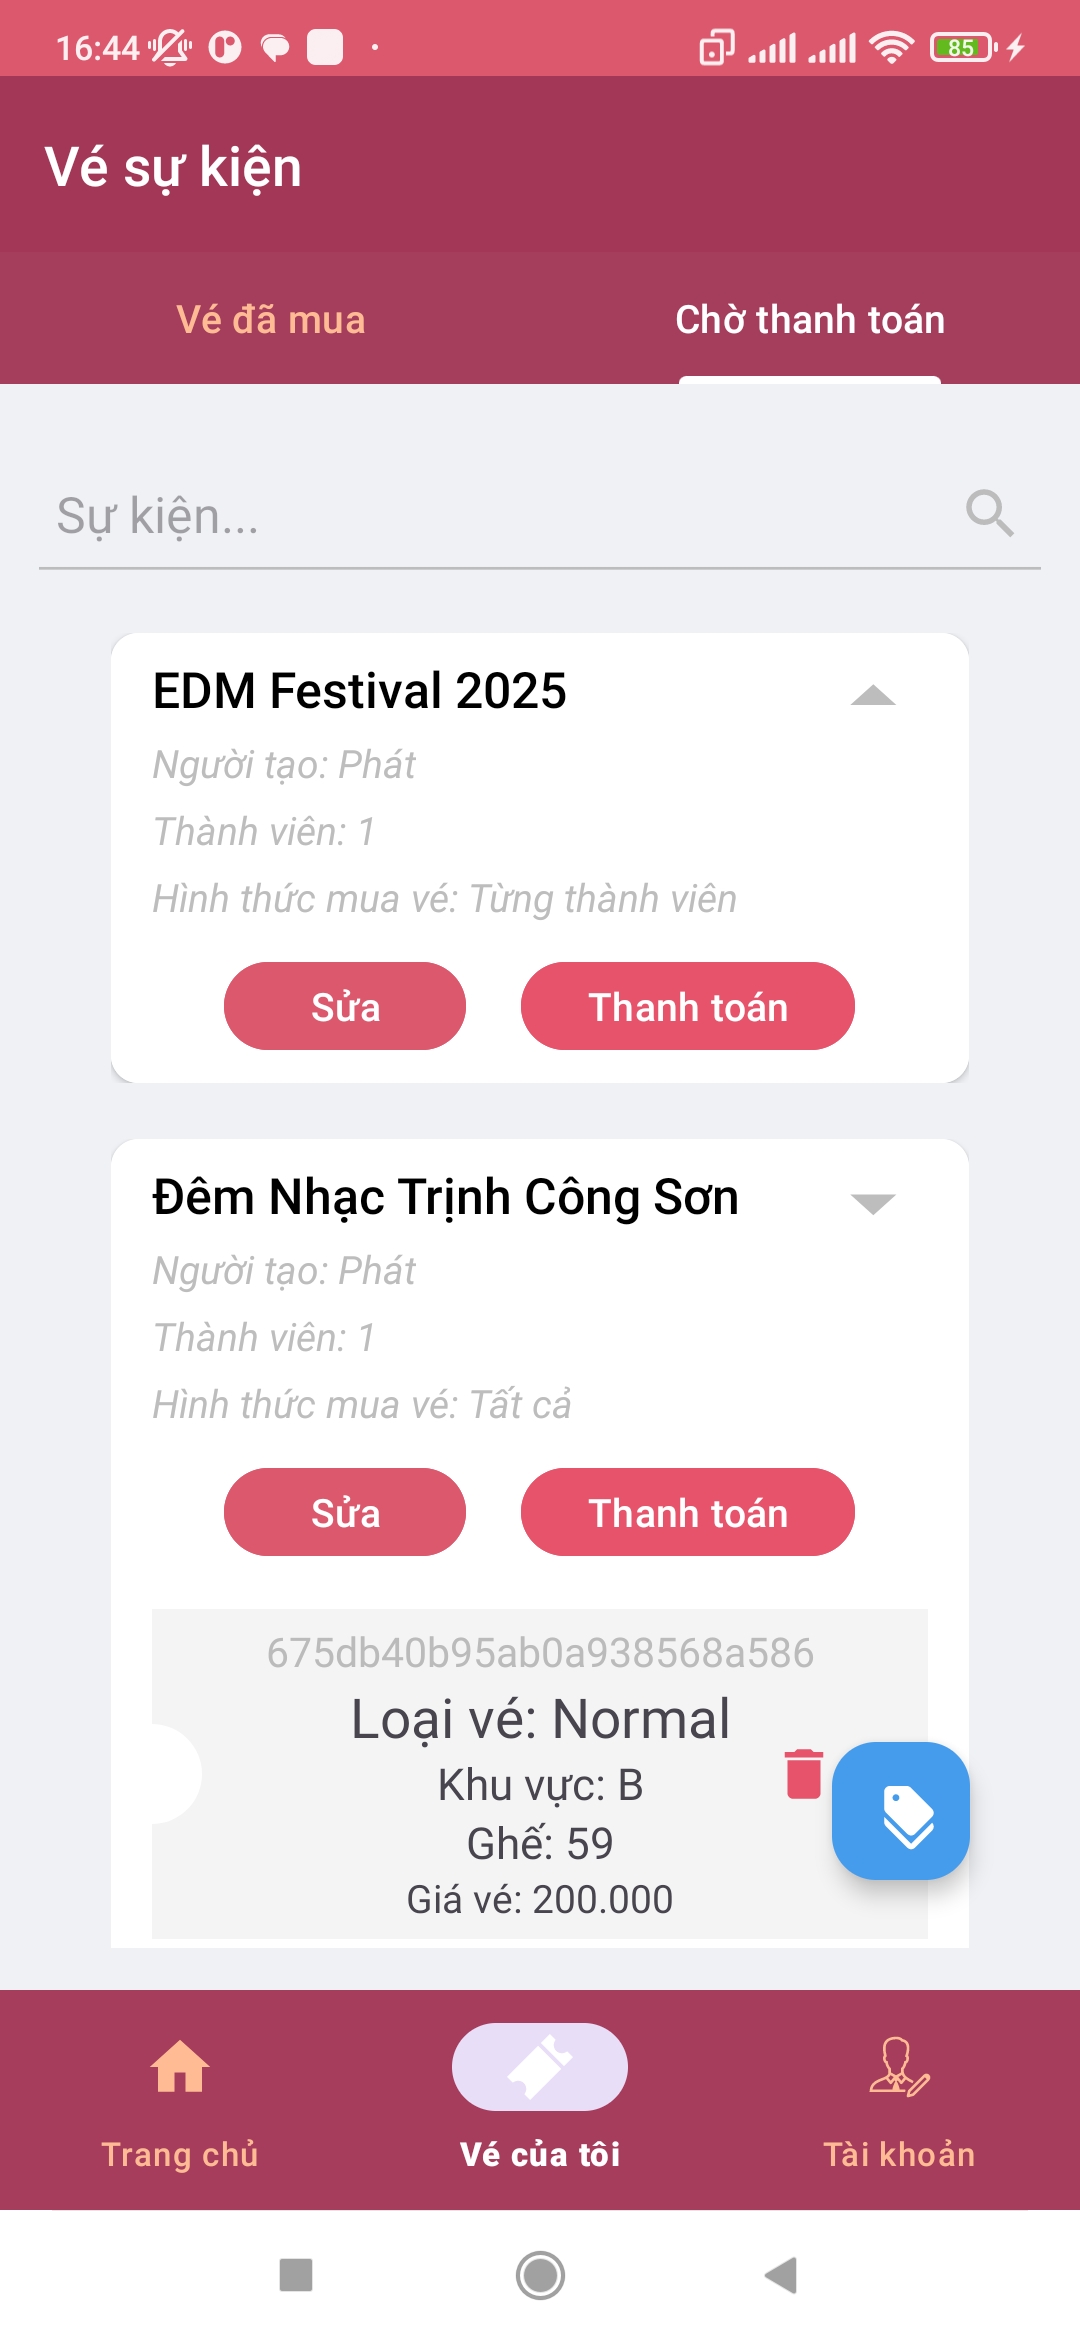 16:44
85
Vé sự kiện
Vé đã mua
Chờ thanh toán
Sự kiện...
EDM Festival 2025
Người tạo: Phát
Thành viên: 1
Hình thức mua vé: Từng thành viên
Sửa
Thanh toán
Đêm Nhạc Trịnh Công Sơn
Người tạo: Phát
Thành viên: 1
Hình thức mua vé: Tất cả
Sửa
Thanh toán
675db40b95ab0a938568a586
Loại vé: Normal
Khu vực: B
Ghế: 59
Giá vé: 200.000
Trang chủ
Vé của tôi
Tài khoản